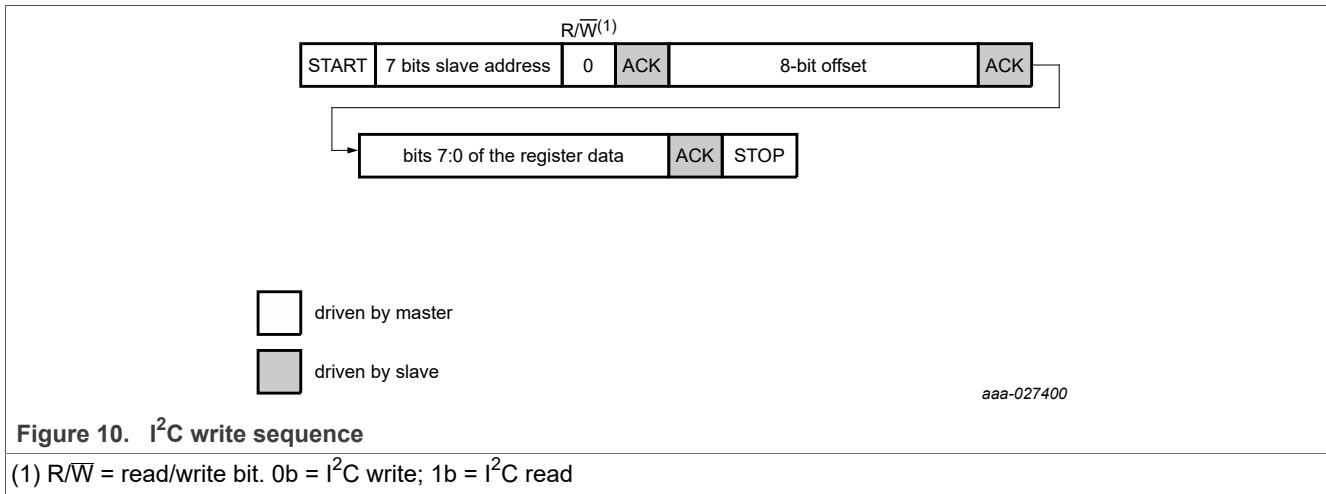 R/W̅(1)
START 7 bits slave address 0 ACK 8-bit offset ACK
bits 7:0 of the register data ACK STOP
driven by master
driven by slave
aaa-027400
Figure 10. I²C write sequence
(1) R/W̅ = read/write bit. 0b = I²C write; 1b = I²C read